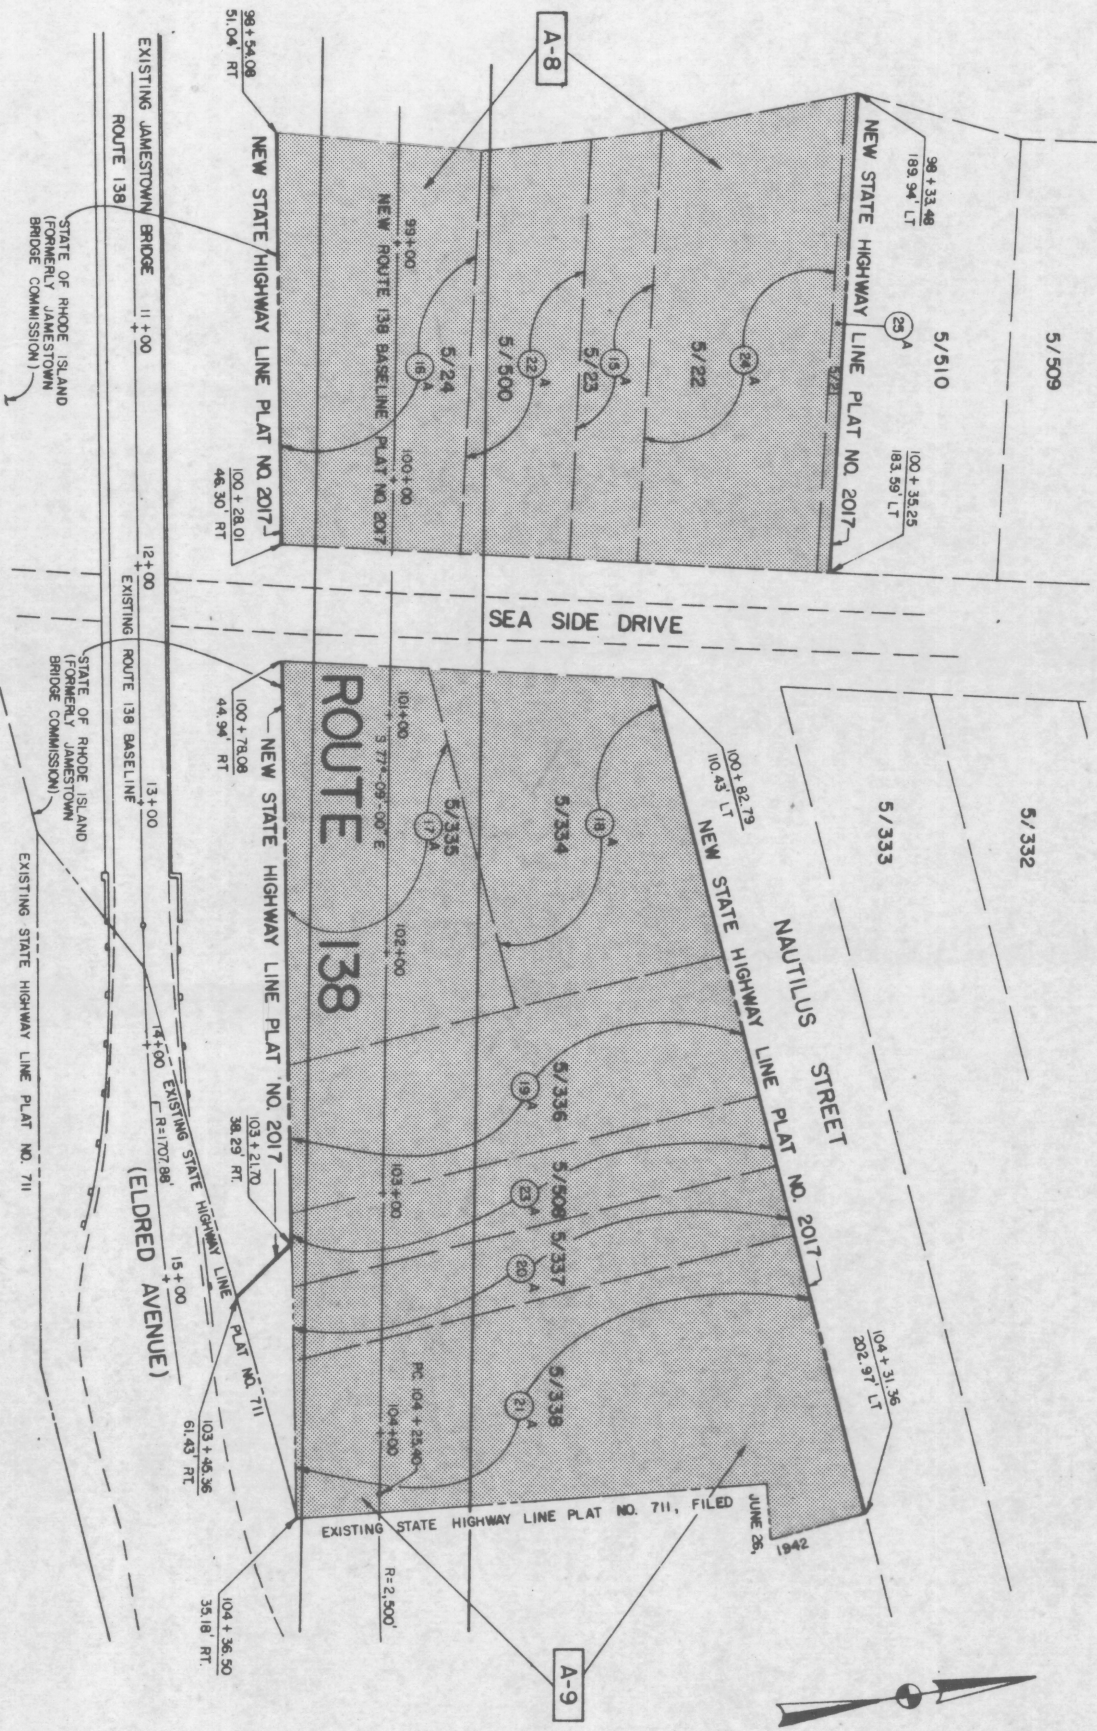 5/509
5/510
5/332
5/333
98+33.48
189.94' LT
100+35.25
183.59' LT
NEW STATE HIGHWAY LINE PLAT NO. 2017
25 A
5/21
24 A
5/22
A-8
15 A
5/23
22 A
5/500
16 A
5/24
99+00
100+00
NEW ROUTE 138 BASELINE PLAT NO. 2017
NEW STATE HIGHWAY LINE PLAT NO. 2017
98+54.08
51.04' RT
100+28.01
46.30' RT
EXISTING JAMESTOWN BRIDGE
ROUTE 138
11+00
12+00
EXISTING ROUTE 138 BASELINE
13+00
STATE OF RHODE ISLAND
(FORMERLY JAMESTOWN
BRIDGE COMMISSION)
SEA SIDE DRIVE
NAUTILUS STREET
100+82.79
110.43' LT
NEW STATE HIGHWAY LINE PLAT NO. 2017
104+31.36
202.97' LT
18 A
5/334
17 A
5/335
19 A
5/336
23 A
5/508
20 A
5/337
21 A
5/338
101+00
S 77°-09'-00" E
102+00
103+00
104+00
PC 104+25.40
R=2,500'
ROUTE 138
NEW STATE HIGHWAY LINE PLAT NO. 2017
100+78.08
44.94' RT
103+21.70
38.29' RT.
103+45.36
61.43' RT.
104+36.50
35.18' RT.
EXISTING STATE HIGHWAY LINE PLAT NO. 711, FILED
JUNE 26,
1942
A-9
STATE OF RHODE ISLAND
(FORMERLY JAMESTOWN
BRIDGE COMMISSION)
14+00
EXISTING STATE HIGHWAY LINE PLAT NO. 711
R=1707.88'
15+00
(ELDRED AVENUE)
EXISTING STATE HIGHWAY LINE PLAT NO. 711